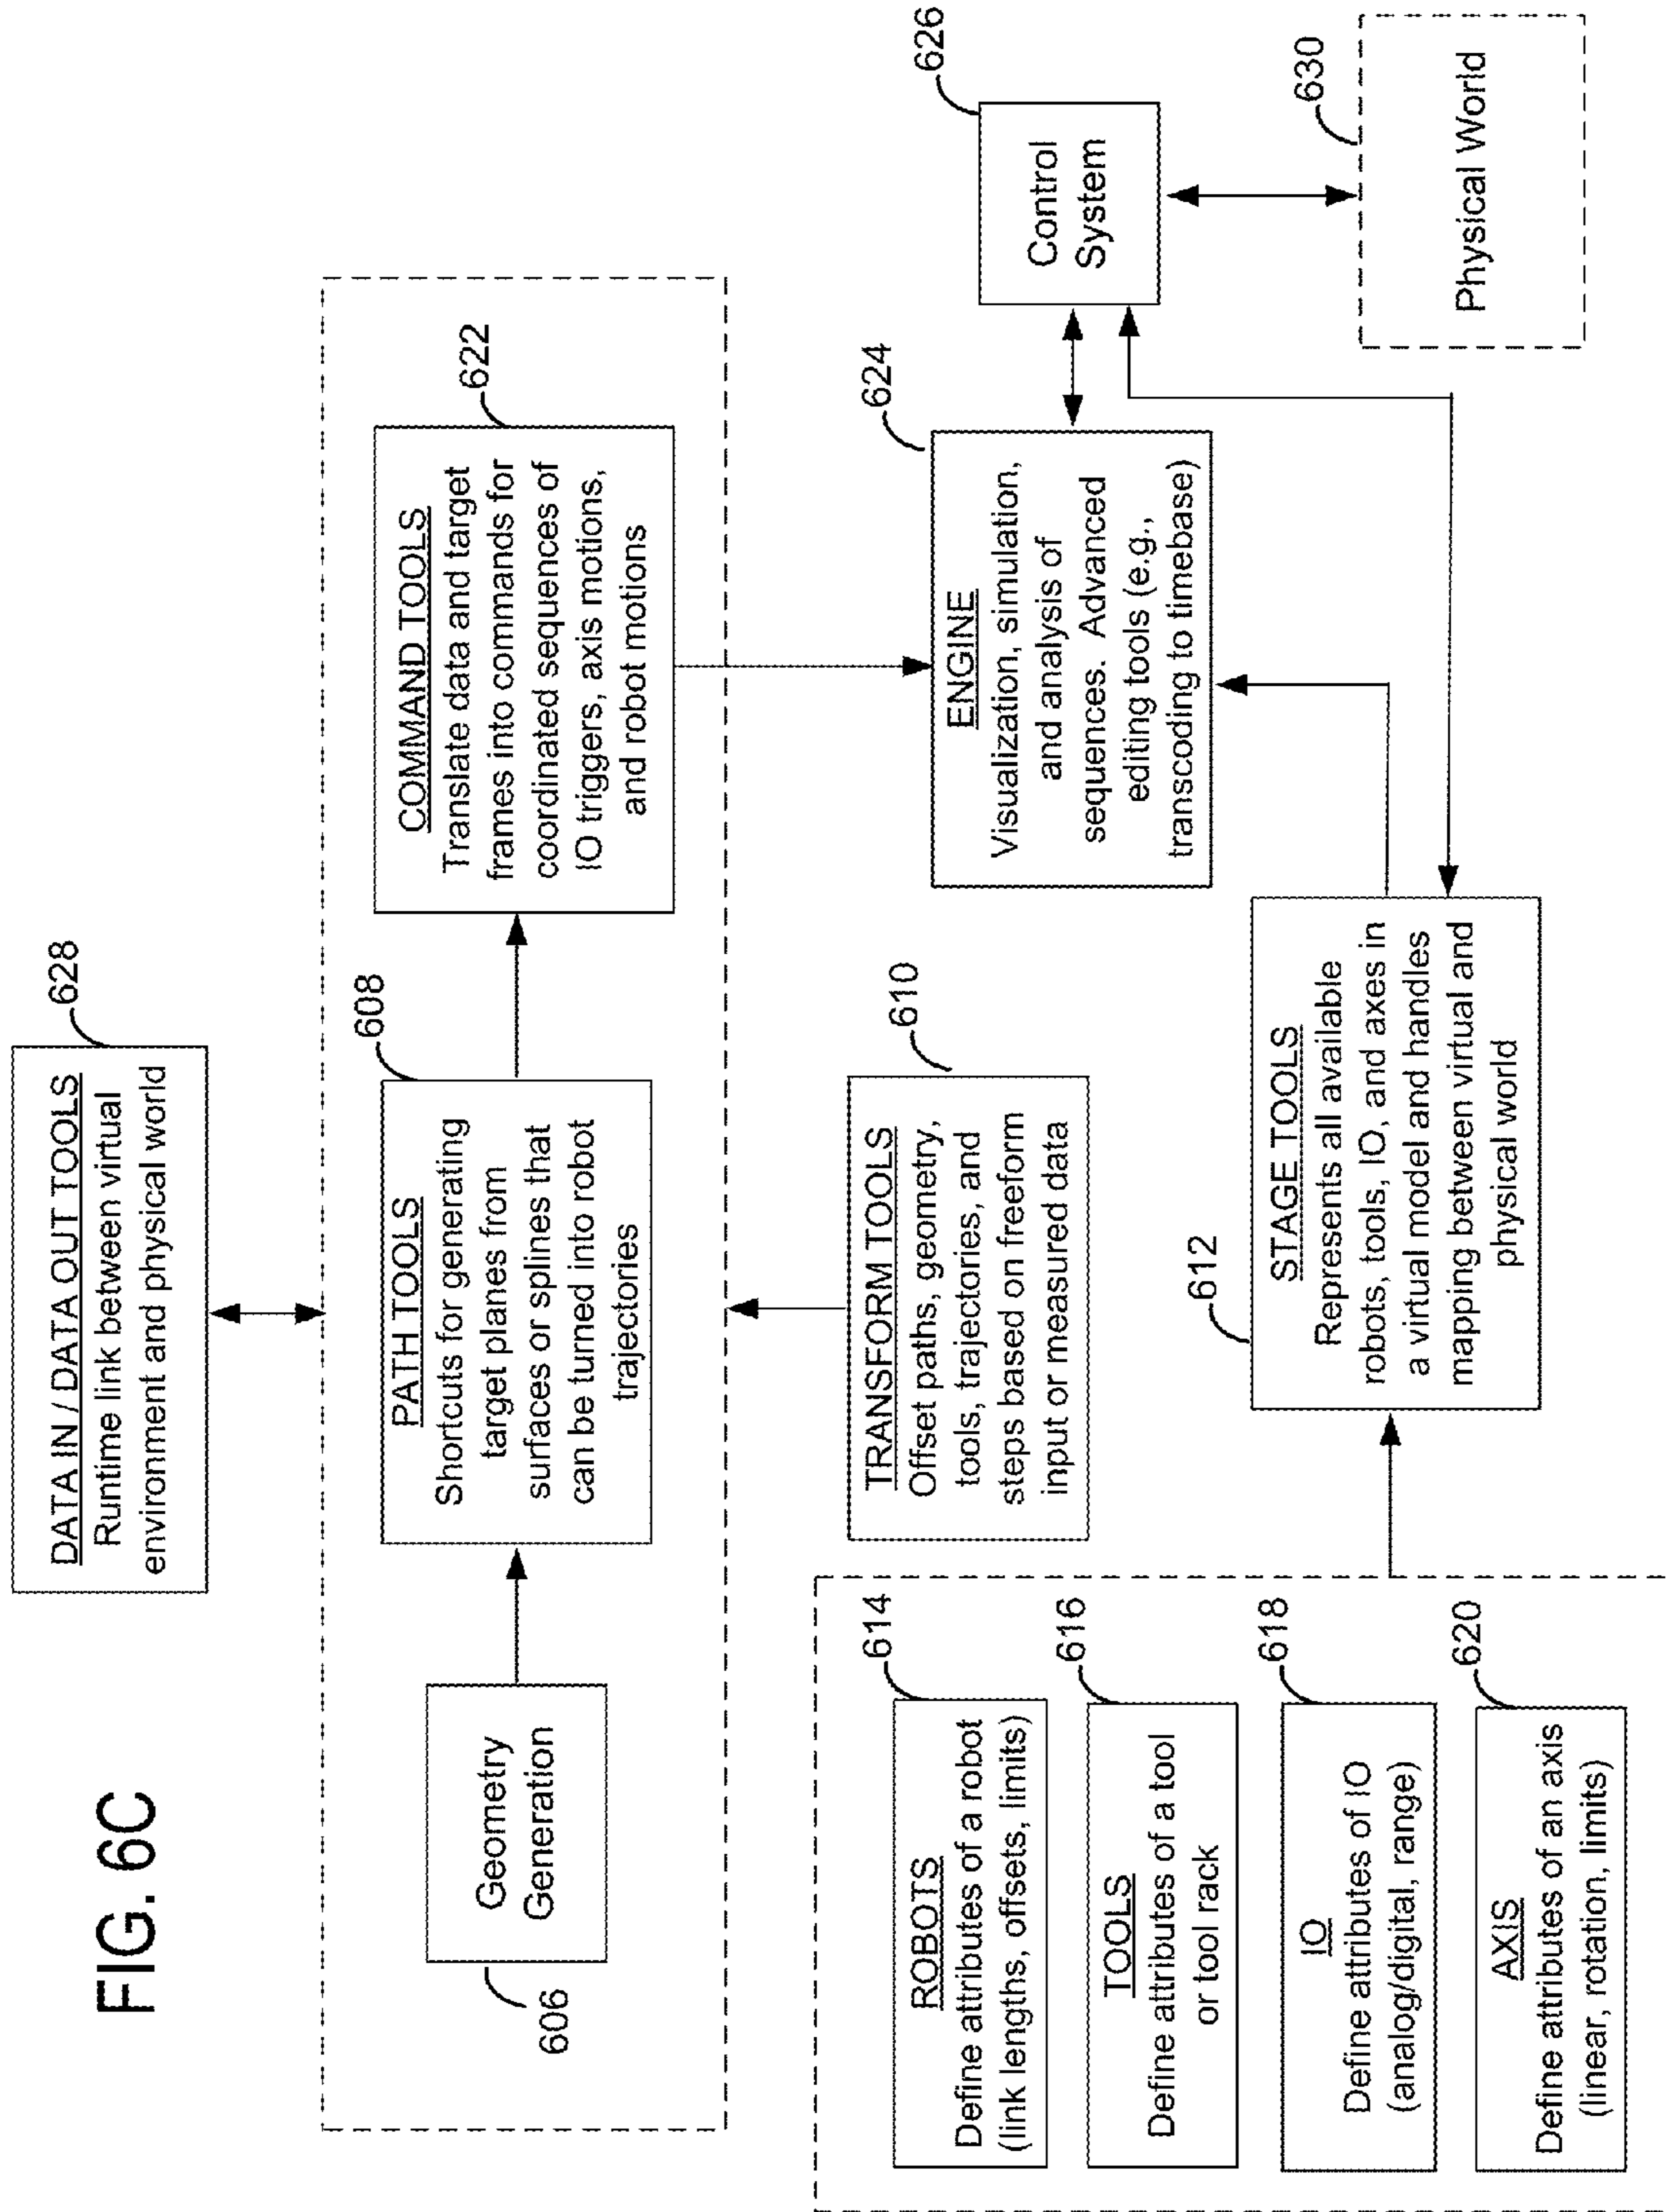 FIG. 6C
DATA IN / DATA OUT TOOLS
Runtime link between virtual
environment and physical world
628
Geometry
Generation
606
PATH TOOLS
Shortcuts for generating
target planes from
surfaces or splines that
can be tuned into robot
trajectories
608
COMMAND TOOLS
Translate data and target
frames into commands for
coordinated sequences of
IO triggers, axis motions,
and robot motions
622
TRANSFORM TOOLS
Offset paths, geometry,
tools, trajectories, and
steps based on freeform
input or measured data
610
ROBOTS
Define attributes of a robot
(link lengths, offsets, limits)
614
TOOLS
Define attributes of a tool
or tool rack
616
IO
Define attributes of IO
(analog/digital, range)
618
AXIS
Define attributes of an axis
(linear, rotation, limits)
620
612
STAGE TOOLS
Represents all available
robots, tools, IO, and axes in
a virtual model and handles
mapping between virtual and
physical world
ENGINE
Visualization, simulation,
and analysis of
sequences. Advanced
editing tools (e.g.,
transcoding to timebase)
624
Control
System
626
Physical World
630